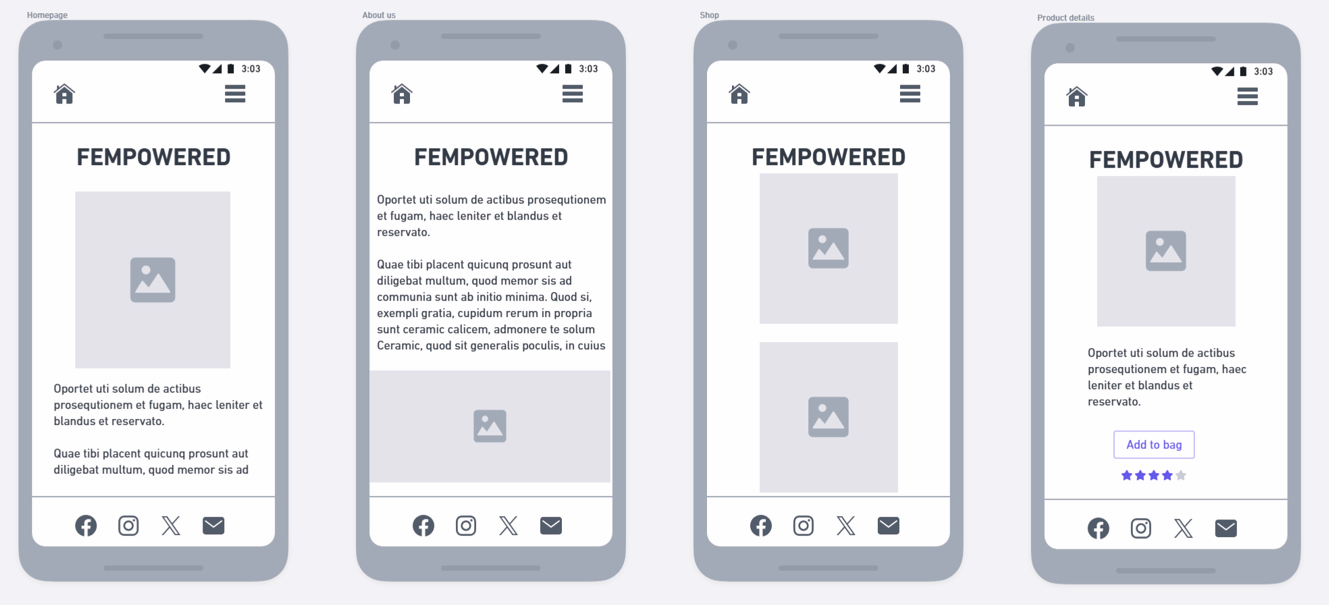 Homepage
3:03
FEMPOWERED
Oportet uti solum de actibus
prosequtionem et fugam, haec leniter et
blandus et reservato.
Quae tibi placent quicunq prosunt aut
diligebat multum, quod memor sis ad
About us
3:03
FEMPOWERED
Oportet uti solum de actibus prosequtionem
et fugam, haec leniter et blandus et
reservato.
Quae tibi placent quicunq prosunt aut
diligebat multum, quod memor sis ad
communia sunt ab initio minima. Quod si,
exempli gratia, cupidum rerum in propria
sunt ceramic calicem, admonere te solum
Ceramic, quod sit generalis poculis, in cuius
Shop
3:03
FEMPOWERED
Product details
3:03
FEMPOWERED
Oportet uti solum de actibus
prosequtionem et fugam, haec
leniter et blandus et
reservato.
Add to bag